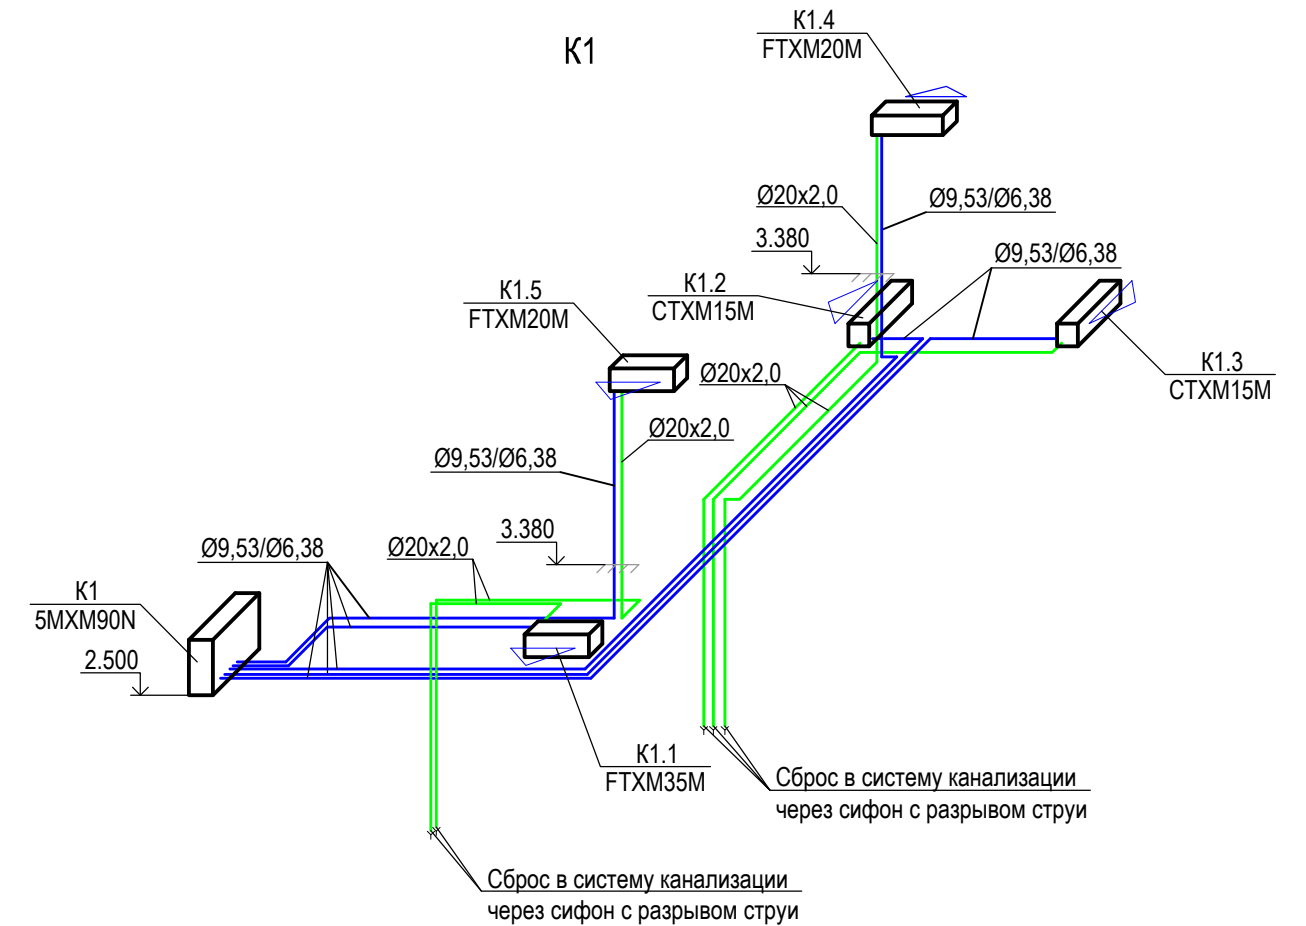 К1
К1.4
FTXM20M
Ø20x2,0
Ø9,53/Ø6,38
3.380
Ø9,53/Ø6,38
К1.2
CTXM15M
К1.5
FTXM20M
К1.3
CTXM15M
Ø20x2,0
Ø20x2,0
Ø9,53/Ø6,38
3.380
Ø9,53/Ø6,38
Ø20x2,0
К1
5MXM90N
2.500
К1.1
FTXM35M
Сброс в систему канализации
через сифон с разрывом струи
Сброс в систему канализации
через сифон с разрывом струи